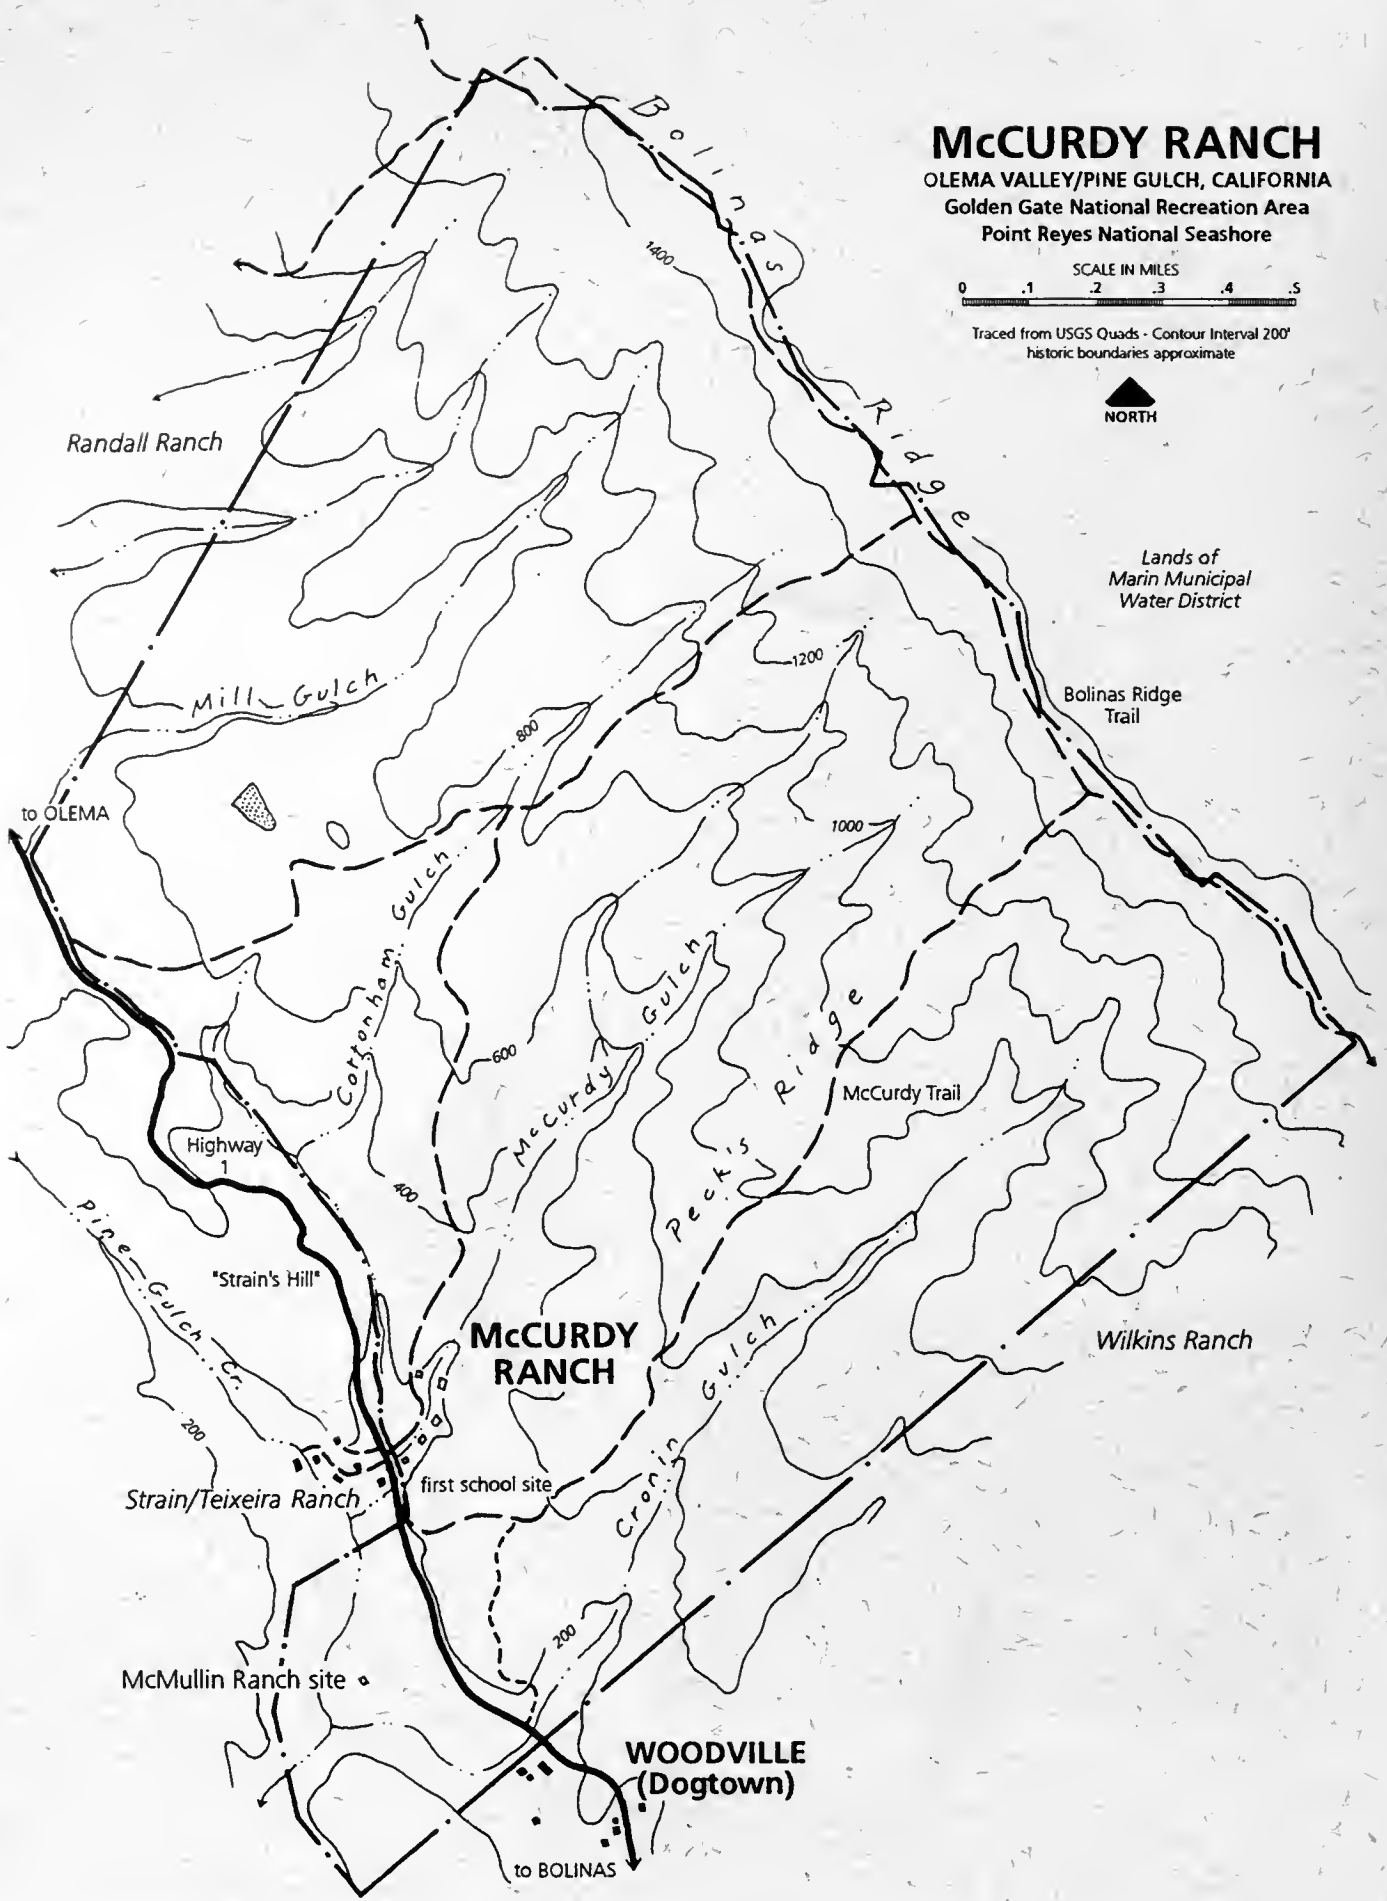 McCURDY RANCH
OLEMA VALLEY/PINE GULCH, CALIFORNIA
Golden Gate National Recreation Area
Point Reyes National Seashore
SCALE IN MILES
0 .1 .2 .3 .4 .5
Traced from USGS Quads - Contour Interval 200'
historic boundaries approximate
NORTH
Bolinas Ridge
1400
Randall Ranch
Lands of
Marin Municipal
Water District
1200
Mill Gulch
Bolinas Ridge
Trail
800
to OLEMA
1000
Cottonham Gulch
McCurdy Gulch
600
Peck's Ridge
McCurdy Trail
Highway
1
400
Pine Gulch Cr.
"Strain's Hill"
McCURDY
RANCH
Cronin Gulch
Wilkins Ranch
200
Strain/Teixeira Ranch
first school site
200
McMullin Ranch site
WOODVILLE
(Dogtown)
to BOLINAS